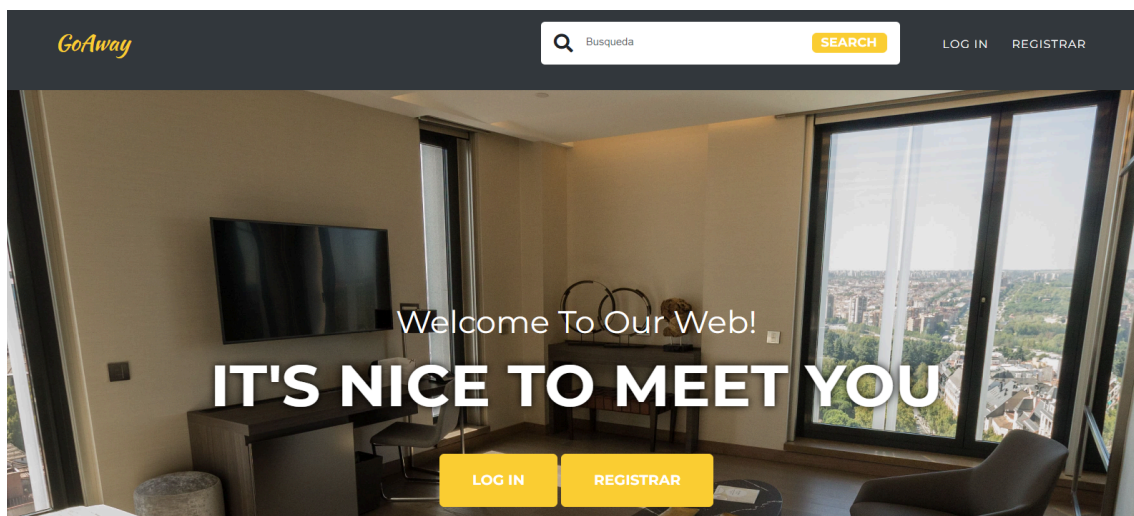 GoAway
Busqueda
SEARCH
LOG IN
REGISTRAR
Welcome To Our Web!
IT'S NICE TO MEET YOU
LOG IN
REGISTRAR